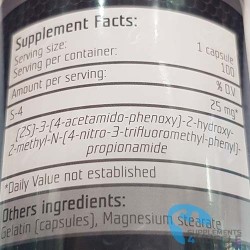 Supplement Facts:
Serving size: 1 capsule
Serving per container: 100
Amount per serving: % DV
S-4 25 mg*
(2S)-3-(4-acetamido-phenoxy)-2-hydroxy-
2-methyl-N-(4-nitro-3-trifluoromethyl-phenyl)-
propionamide
*Daily Value not established
Others ingredients:
Gelatin (capsules), Magnesium Stearate
SUPPLEMENTS